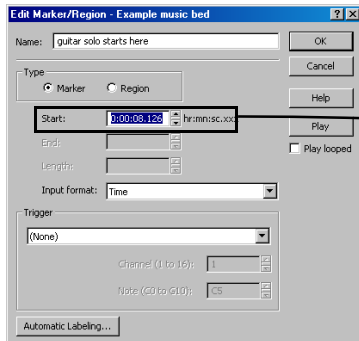 Edit Marker/Region - Example music bed
Name: guitar solo starts here
OK
Cancel
Help
Play
Play looped
Type
Marker Region
Start: 0:00:08.126 hr:mn:sc.xxx
End:
Length:
Input format: Time
Trigger
(None)
Channel (1 to 16): 1
Note (C0 to G10): C5
Automatic Labeling...